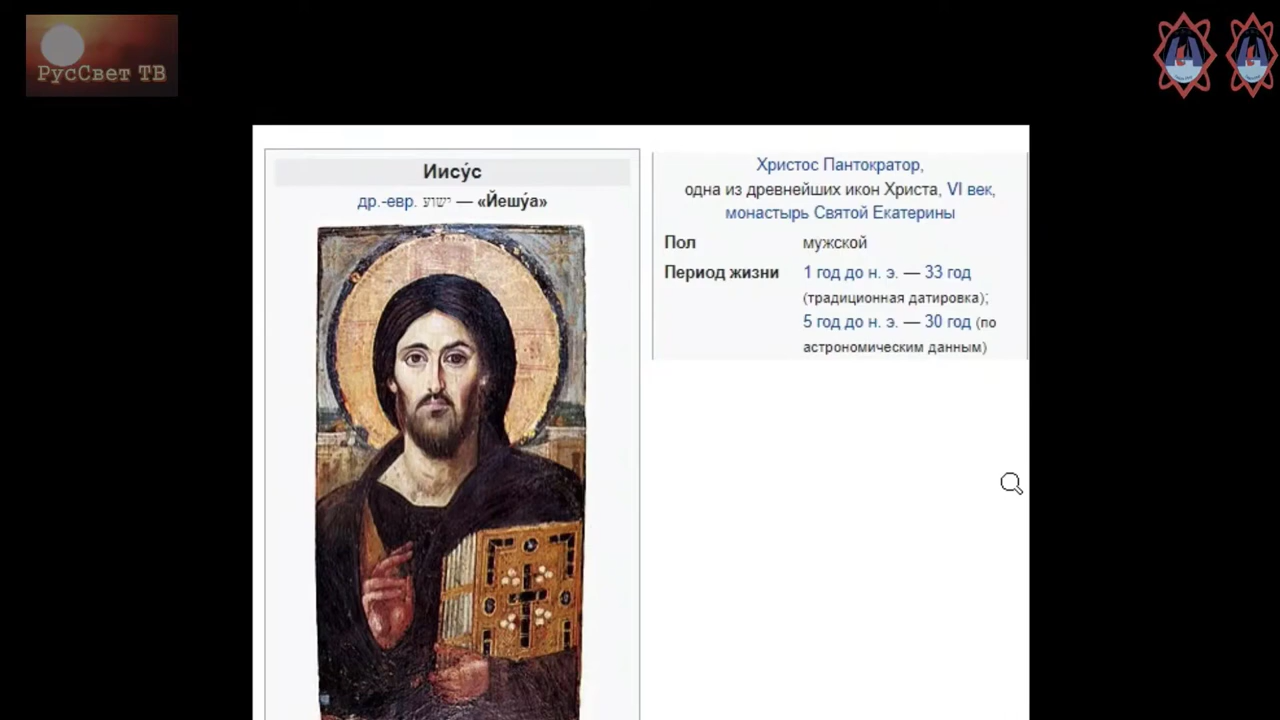 РусСвет ТВ
Иису́с
др.-евр. ישוע — «Йешу́а»
Христос Пантократор,
одна из древнейших икон Христа, VI век,
монастырь Святой Екатерины
Пол мужской
Период жизни 1 год до н. э. — 33 год
(традиционная датировка);
5 год до н. э. — 30 год (по
астрономическим данным)